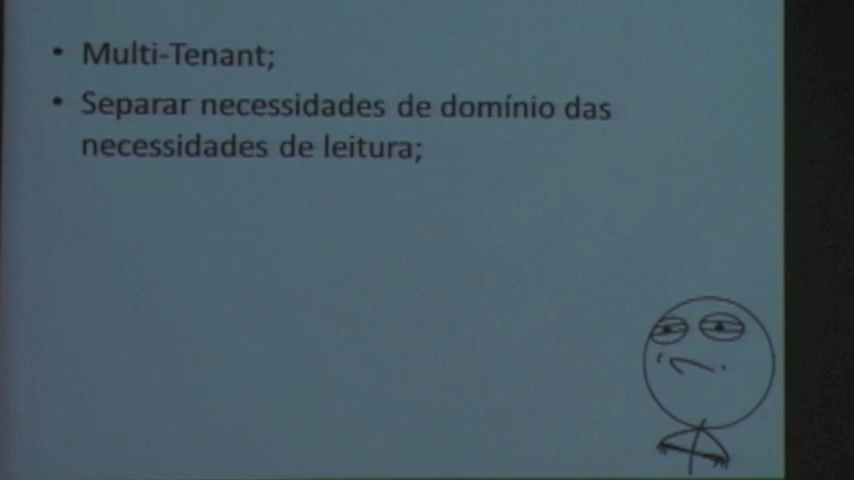 • Multi-Tenant;
• Separar necessidades de domínio das
necessidades de leitura;